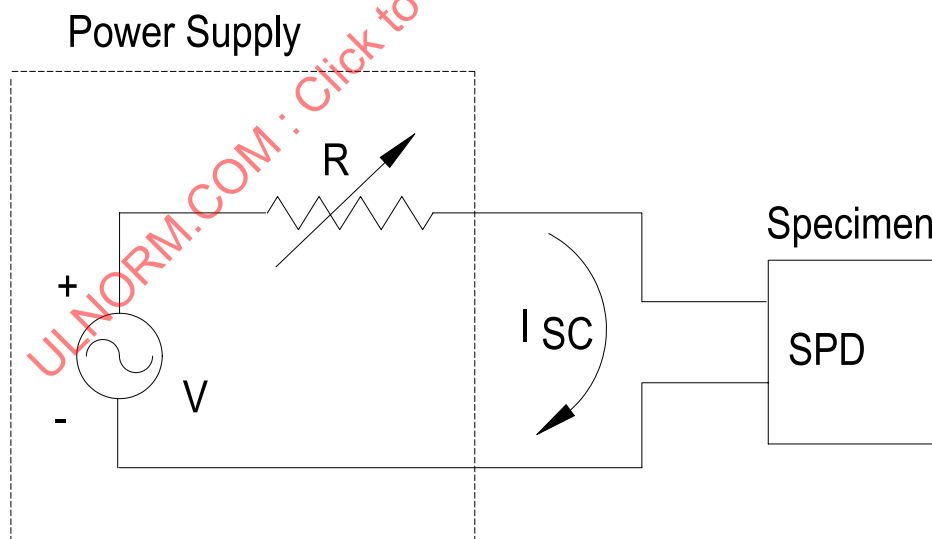 Power Supply
R
Specimen
+
I SC
SPD
V
-
ULNORM.COM : Click to